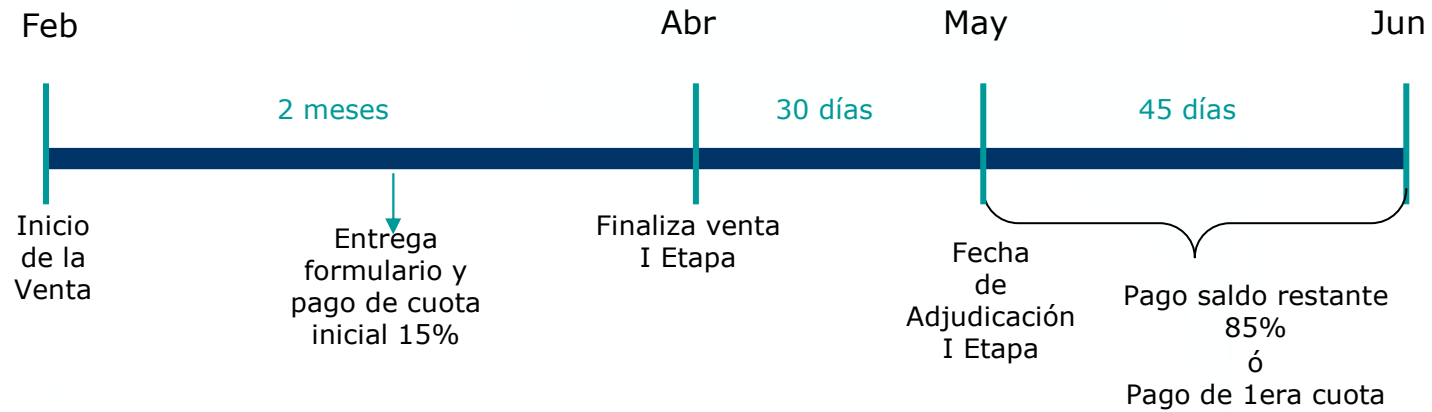 Feb
Abr
May
Jun
2 meses
30 días
45 días
Inicio
de la
Venta
Entrega
formulario y
pago de cuota
inicial 15%
Finaliza venta
I Etapa
Fecha
de
Adjudicación
I Etapa
Pago saldo restante
85%
ó
Pago de 1era cuota